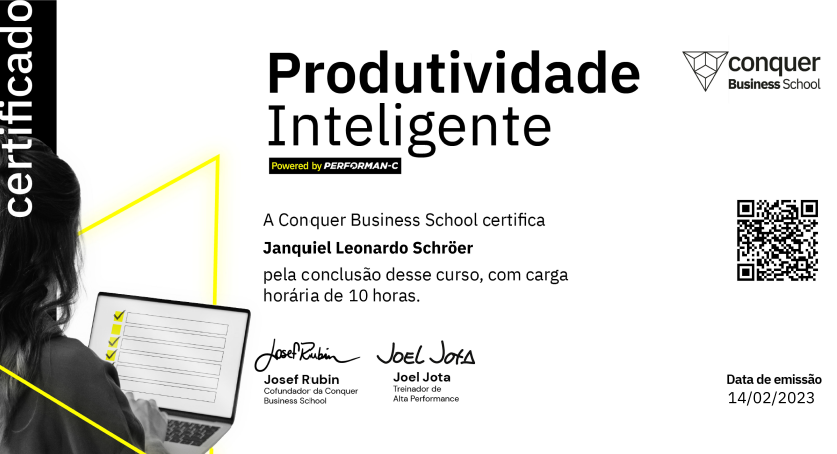 certificado
Produtividade
Inteligente
Powered by PERFORMAN-C
conquer
Business School
A Conquer Business School certifica
Janquiel Leonardo Schröer
pela conclusão desse curso, com carga
horária de 10 horas.
Josef Rubin
Josef Rubin
Cofundador da Conquer
Business School
JOEL JOTA
Joel Jota
Treinador de
Alta Performance
Data de emissão
14/02/2023